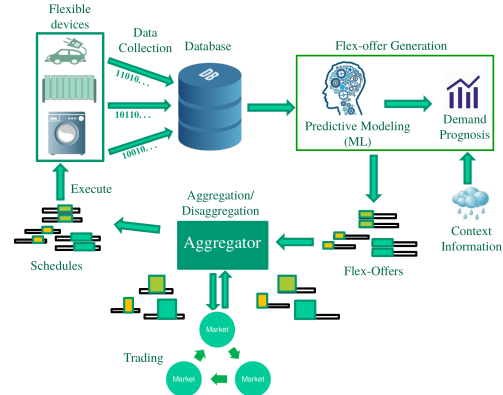 Flexible
devices
Data
Collection
Database
Flex-offer Generation
11010...
10110...
10010...
DB
Predictive Modeling
(ML)
Demand
Prognosis
Execute
Aggregation/
Disaggregation
Aggregator
Schedules
Flex-Offers
Context
Information
Market
Trading
Market
Market